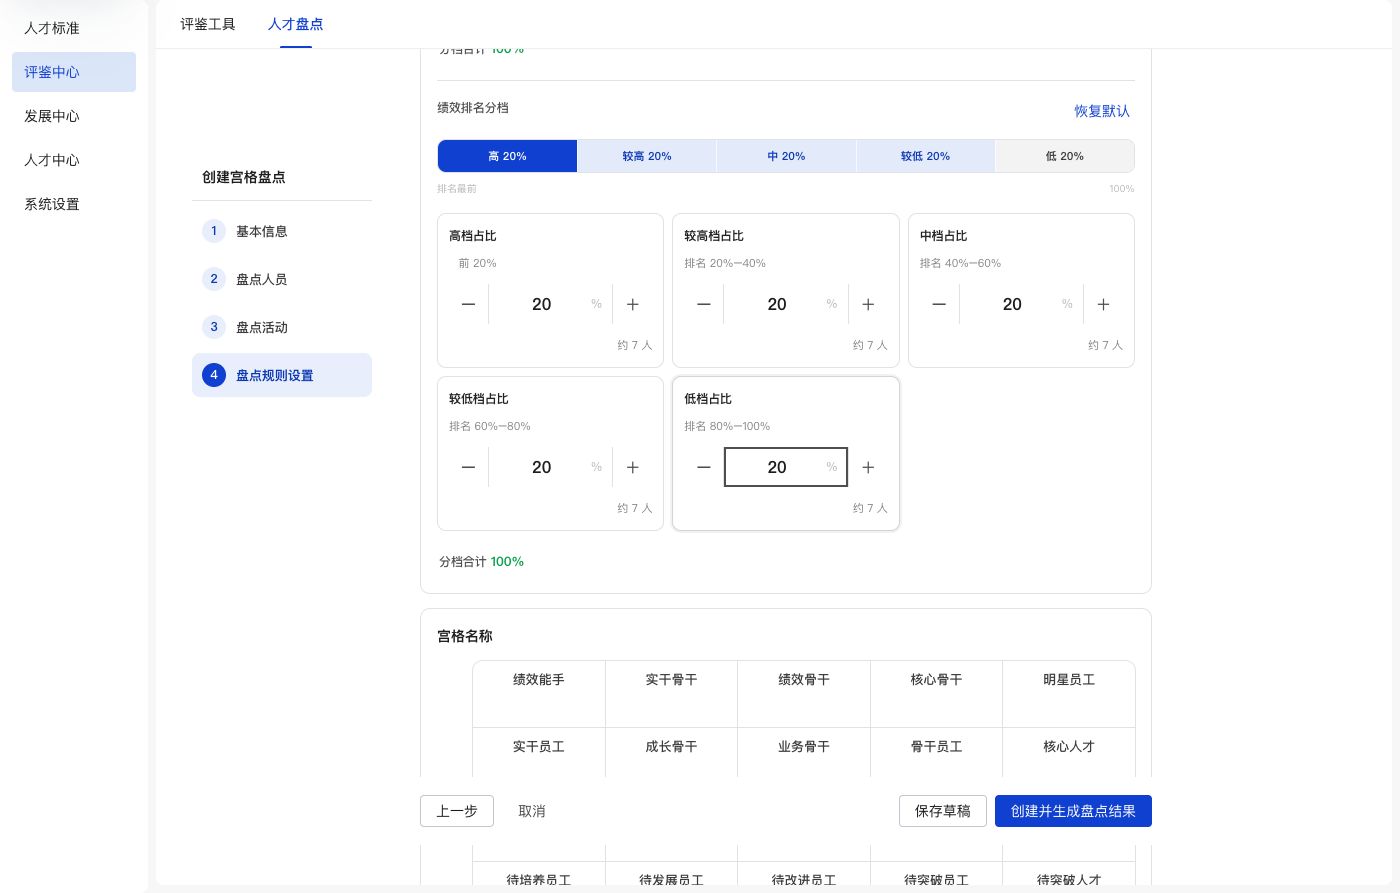 人才标准
评鉴中心
发展中心
人才中心
系统设置
评鉴工具
人才盘点
创建宫格盘点
1 基本信息
2 盘点人员
3 盘点活动
4 盘点规则设置
分档合计 100%
绩效排名分档
恢复默认
高 20%
较高 20%
中 20%
较低 20%
低 20%
排名最前
100%
高档占比
前 20%
— 20 % +
约 7 人
较高档占比
排名 20%—40%
— 20 % +
约 7 人
中档占比
排名 40%—60%
— 20 % +
约 7 人
较低档占比
排名 60%—80%
— 20 % +
约 7 人
低档占比
排名 80%—100%
— 20 % +
约 7 人
分档合计 100%
宫格名称
绩效能手
实干骨干
绩效骨干
核心骨干
明星员工
实干员工
成长骨干
业务骨干
骨干员工
核心人才
上一步
取消
保存草稿
创建并生成盘点结果
待培养员工
待发展员工
待改进员工
待突破员工
待突破人才